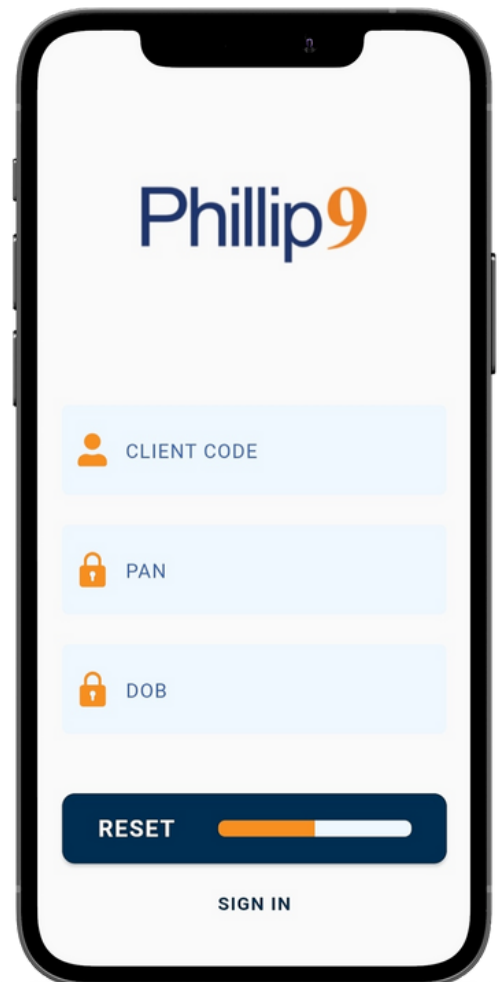 Phillip9
CLIENT CODE
PAN
DOB
RESET
SIGN IN